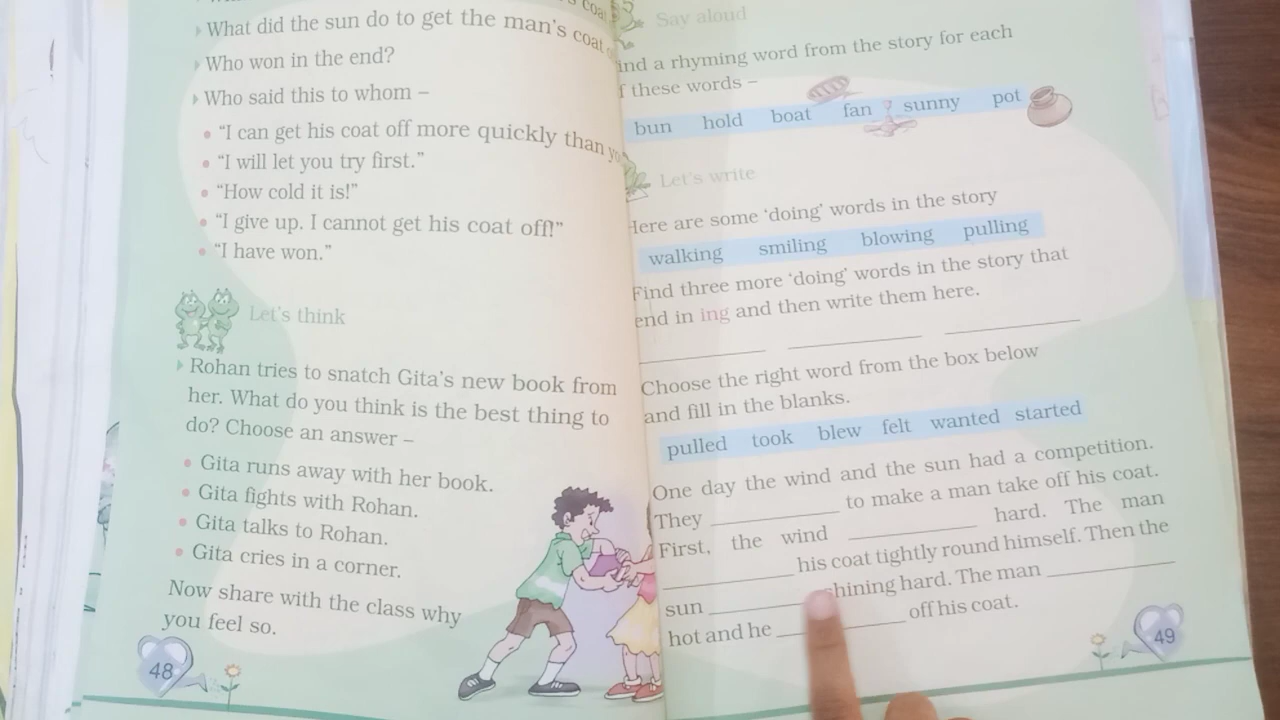 What did the sun do to get the man's coat
Who won in the end?
Who said this to whom –
"I can get his coat off more quickly than
"I will let you try first."
"How cold it is!"
"I give up. I cannot get his coat off!"
"I have won."
Let's think
Rohan tries to snatch Gita's new book from
her. What do you think is the best thing to
do? Choose an answer –
Gita runs away with her book.
Gita fights with Rohan.
Gita talks to Rohan.
Gita cries in a corner.
Now share with the class why
you feel so.
48
Say aloud
ind a rhyming word from the story for each
f these words –
bun hold boat fan sunny pot
Let's write
Here are some 'doing' words in the story
walking smiling blowing pulling
Find three more 'doing' words in the story that
end in ing and then write them here.
Choose the right word from the box below
and fill in the blanks.
pulled took blew felt wanted started
One day the wind and the sun had a competition.
They ________ to make a man take off his coat.
First, the wind ________ hard. The man
________ his coat tightly round himself. Then the
sun ________ shining hard. The man ________
hot and he ________ off his coat.
49